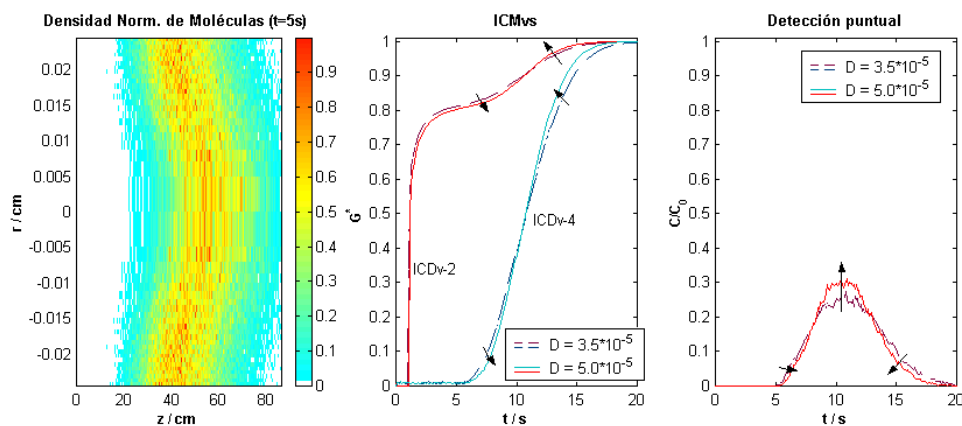 Densidad Norm. de Moléculas (t=5s)
0.02
0.015
0.01
0.005
0
-0.005
-0.01
-0.015
-0.02
r / cm
0 20 40 60 80
z / cm
0.9
0.8
0.7
0.6
0.5
0.4
0.3
0.2
0.1
0
ICMvs
1
0.9
0.8
0.7
0.6
0.5
0.4
0.3
0.2
0.1
0
G*
ICDv-2
ICDv-4
D = 3.5*10⁻⁵
D = 5.0*10⁻⁵
0 5 10 15 20
t / s
Detección puntual
1
0.9
0.8
0.7
0.6
0.5
0.4
0.3
0.2
0.1
0
C/C₀
D = 3.5*10⁻⁵
D = 5.0*10⁻⁵
0 5 10 15 20
t / s